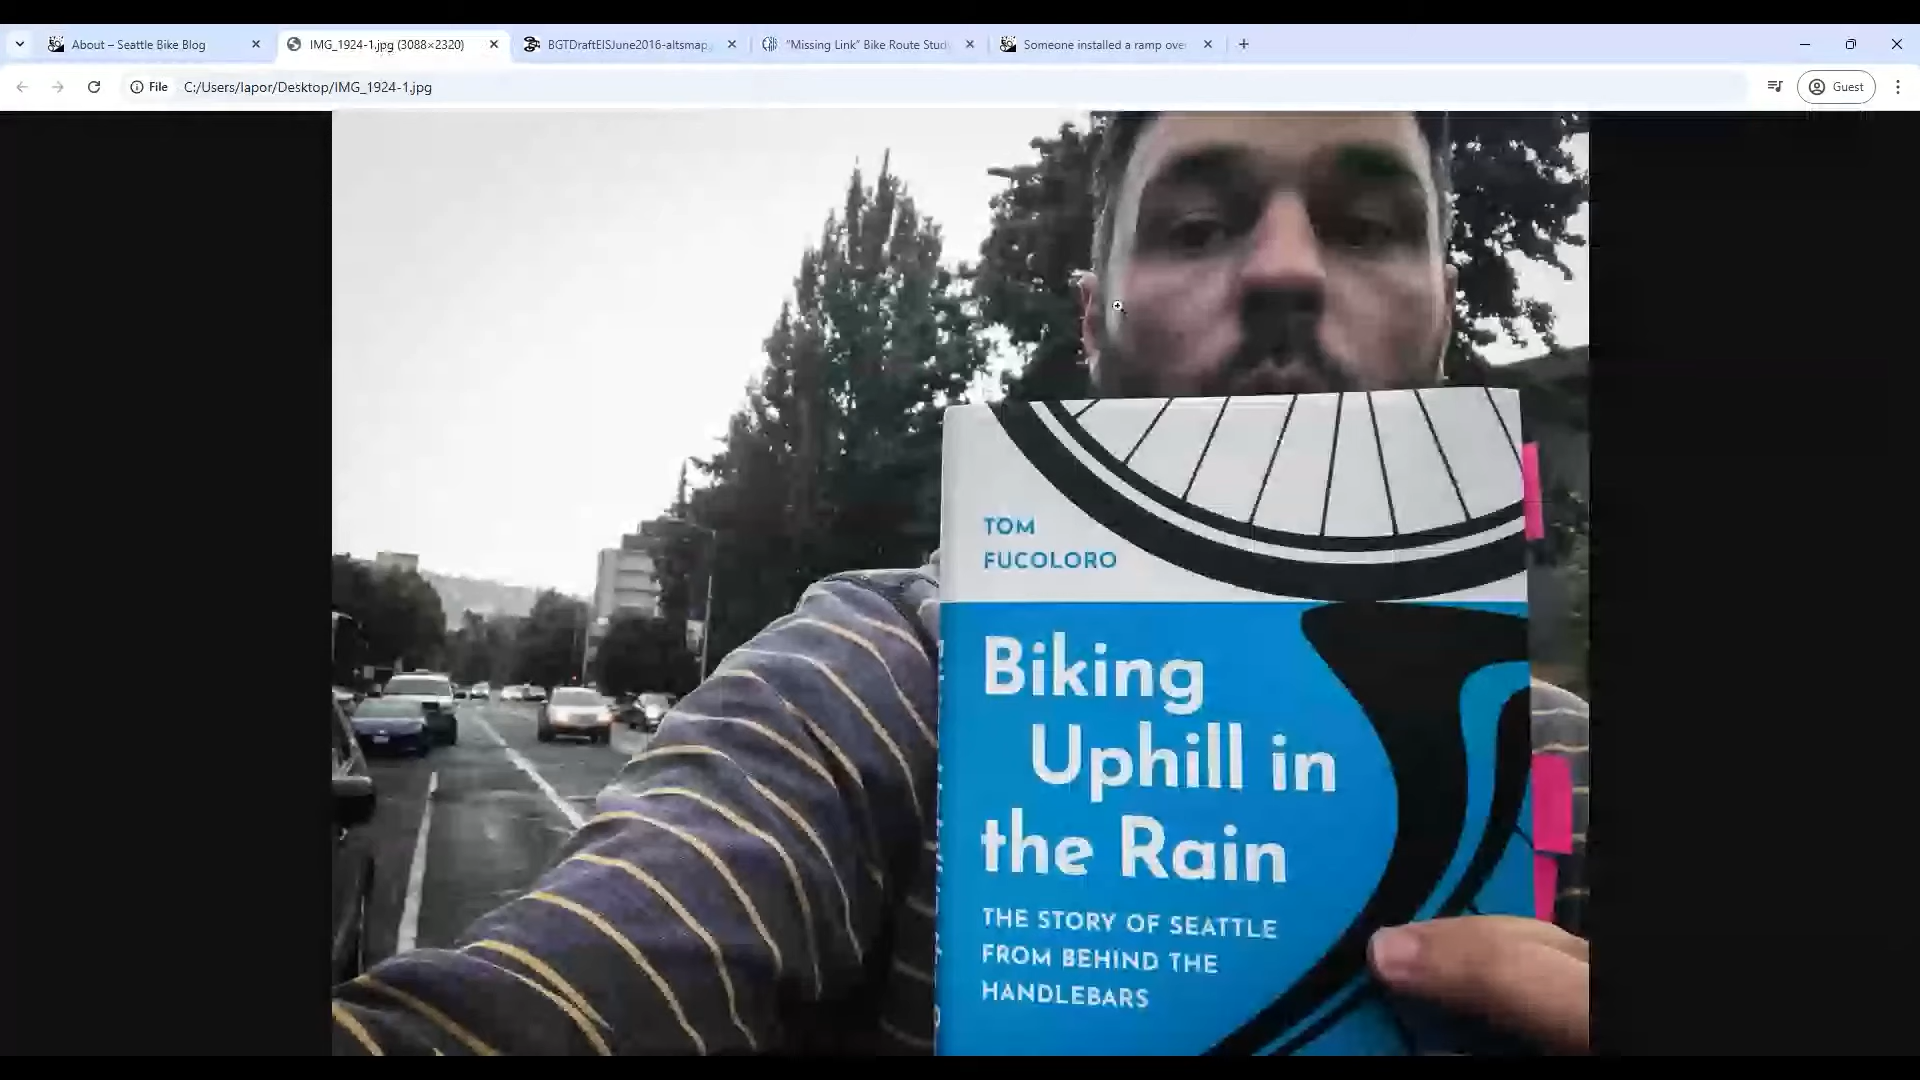 About – Seattle Bike Blog
IMG_1924-1.jpg (3088×2320)
BGTDraftEISJune2016-altsmap
"Missing Link" Bike Route Stud
Someone installed a ramp ove
File
C:/Users/lapor/Desktop/IMG_1924-1.jpg
Guest
TOM
FUCOLORO
Biking
Uphill in
the Rain
THE STORY OF SEATTLE
FROM BEHIND THE
HANDLEBARS